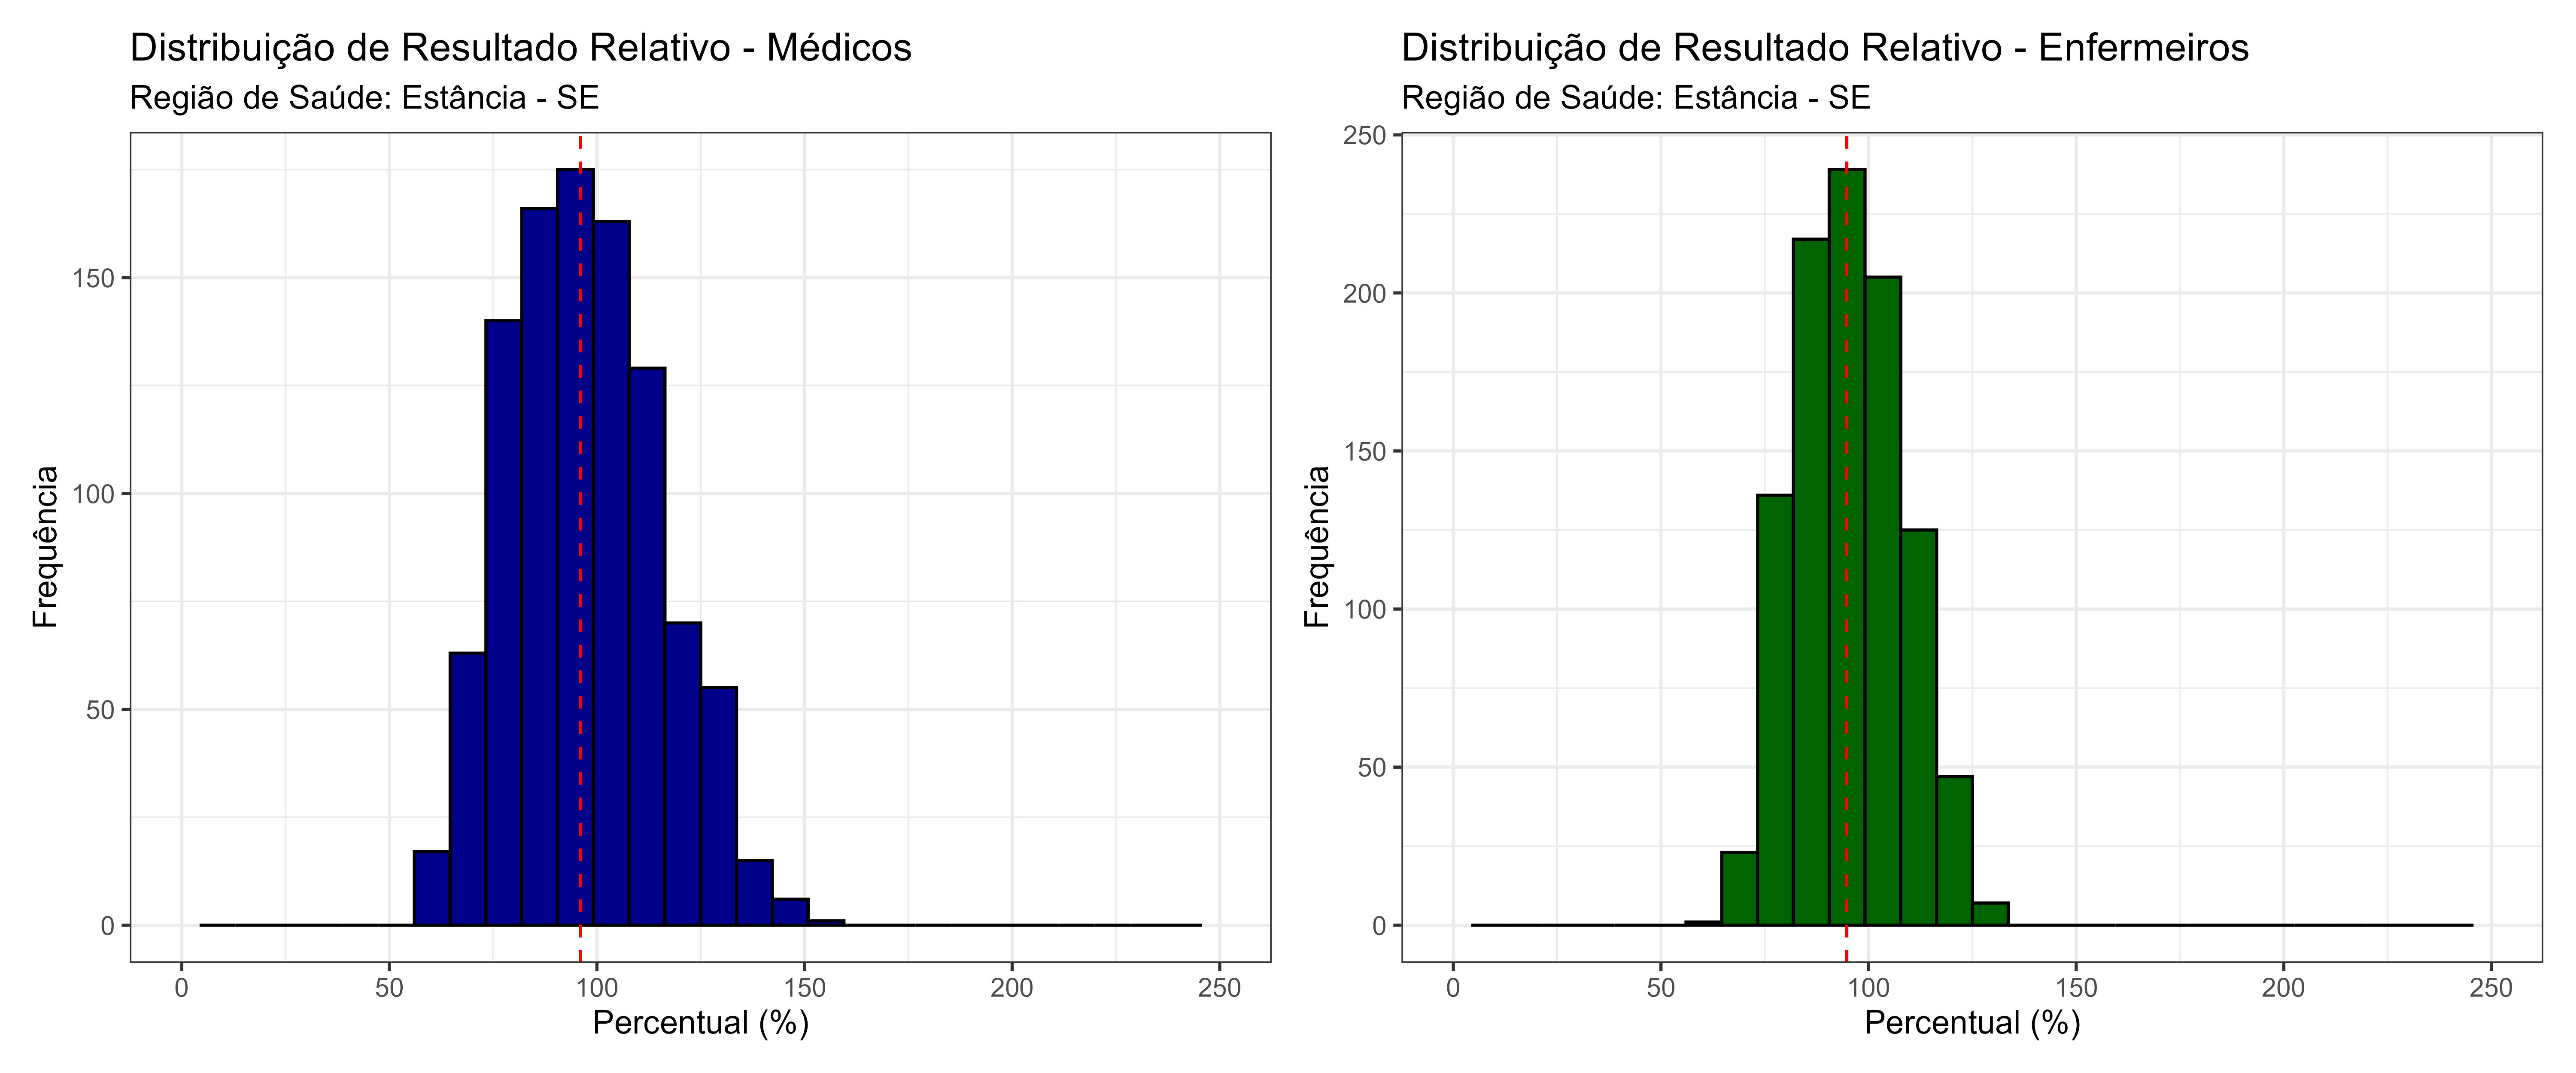 Distribuição de Resultado Relativo - Médicos
Região de Saúde: Estância - SE
Frequência
150
100
50
0
0 50 100 150 200 250
Percentual (%)
Distribuição de Resultado Relativo - Enfermeiros
Região de Saúde: Estância - SE
Frequência
250
200
150
100
50
0
0 50 100 150 200 250
Percentual (%)